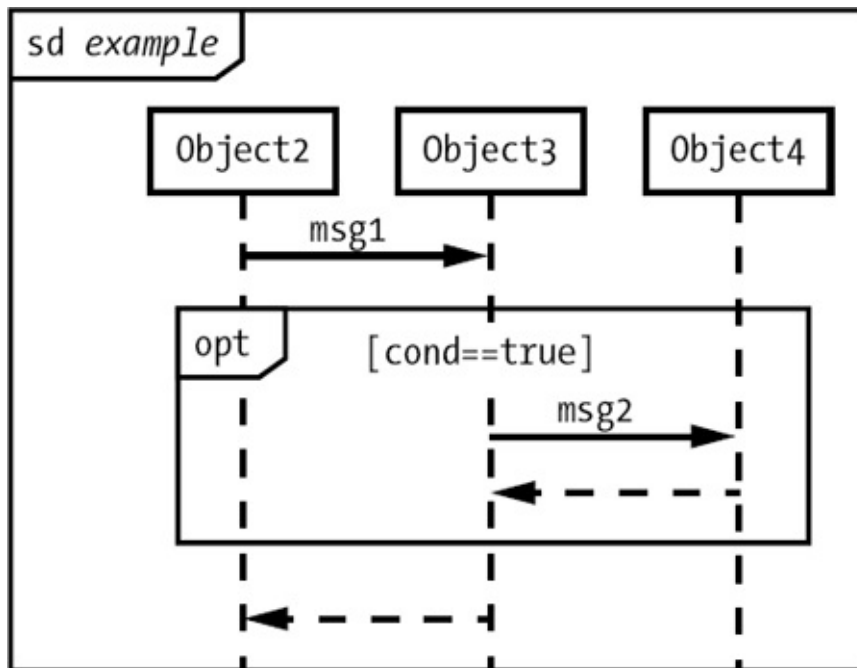 sd example
Object2
Object3
Object4
msg1
opt
[cond==true]
msg2